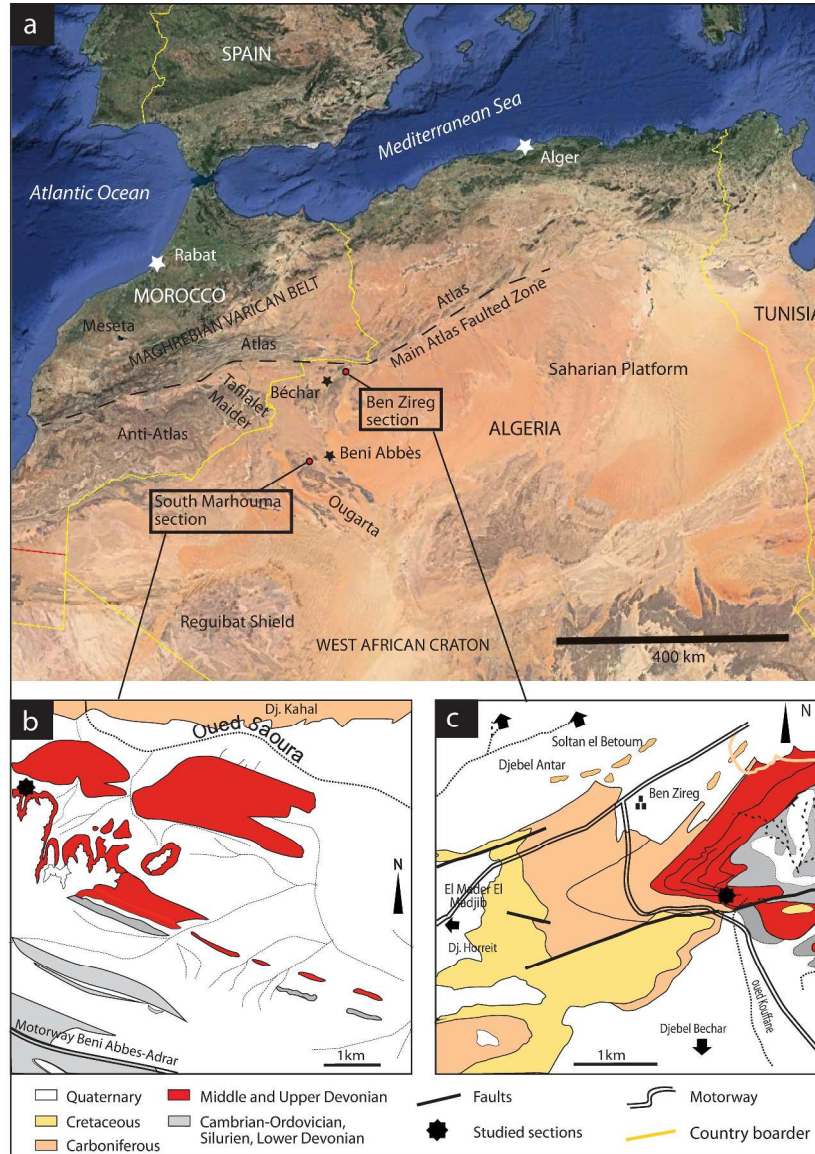 a
SPAIN
Mediterranean Sea
Alger
Atlantic Ocean
Rabat
MOROCCO
Meseta
MAGHREBIAN VARICAN BELT
Atlas
Atlas
Main Atlas Faulted Zone
TUNISIA
Saharian Platform
Tafilalet
Maider
Béchar
Ben Zireg
section
Anti-Atlas
ALGERIA
Beni Abbès
South Marhouma
section
Ougarta
Reguibat Shield
WEST AFRICAN CRATON
400 km
b
Dj. Kahal
Oued Saoura
N
Motorway Beni Abbes-Adrar
1km
c
N
Soltan el Betoum
Djebel Antar
Ben Zireg
El Mader El
Madjib
Dj. Horreit
oued Kouffane
Djebel Bechar
1km
Quaternary
Cretaceous
Carboniferous
Middle and Upper Devonian
Cambrian-Ordovician,
Silurien, Lower Devonian
Faults
Studied sections
Motorway
Country boarder